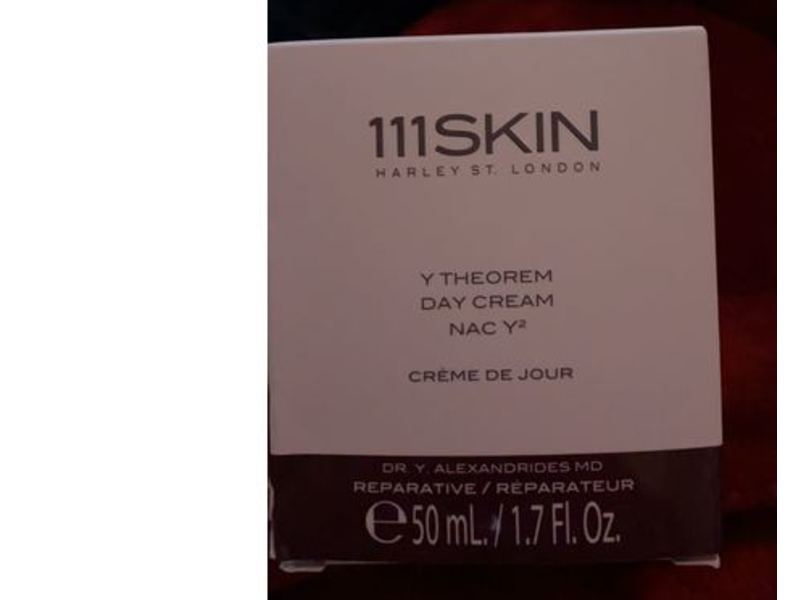 111SKIN
HARLEY ST. LONDON
Y THEOREM
DAY CREAM
NAC Y²
CRÈME DE JOUR
DR. Y. ALEXANDRIDES MD
REPARATIVE / RÉPARATEUR
e 50 mL. / 1.7 Fl. Oz.